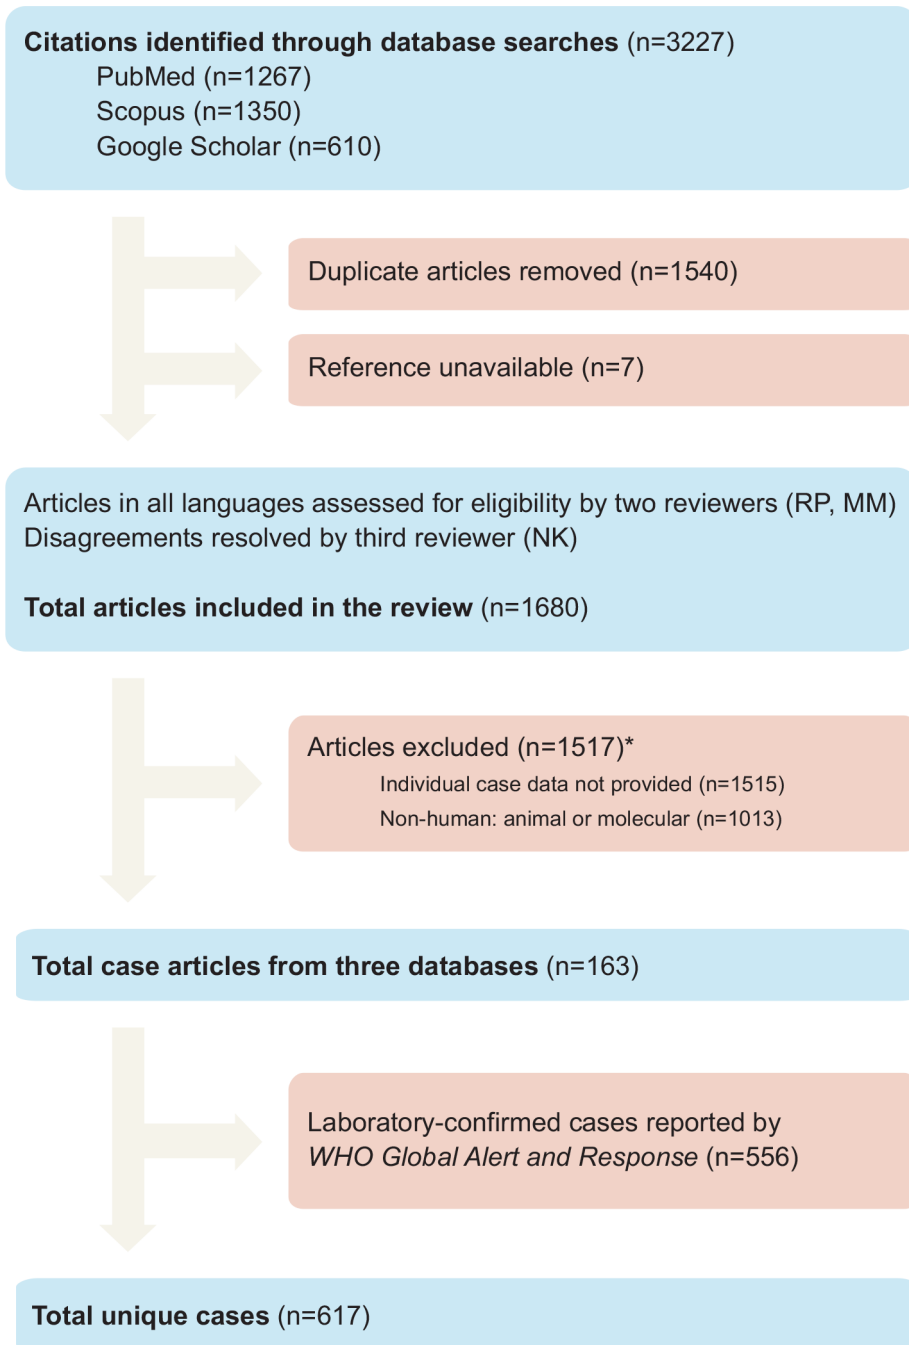 Citations identified through database searches (n=3227)
PubMed (n=1267)
Scopus (n=1350)
Google Scholar (n=610)
Duplicate articles removed (n=1540)
Reference unavailable (n=7)
Articles in all languages assessed for eligibility by two reviewers (RP, MM)
Disagreements resolved by third reviewer (NK)
Total articles included in the review (n=1680)
Articles excluded (n=1517)*
Individual case data not provided (n=1515)
Non-human: animal or molecular (n=1013)
Total case articles from three databases (n=163)
Laboratory-confirmed cases reported by
WHO Global Alert and Response (n=556)
Total unique cases (n=617)